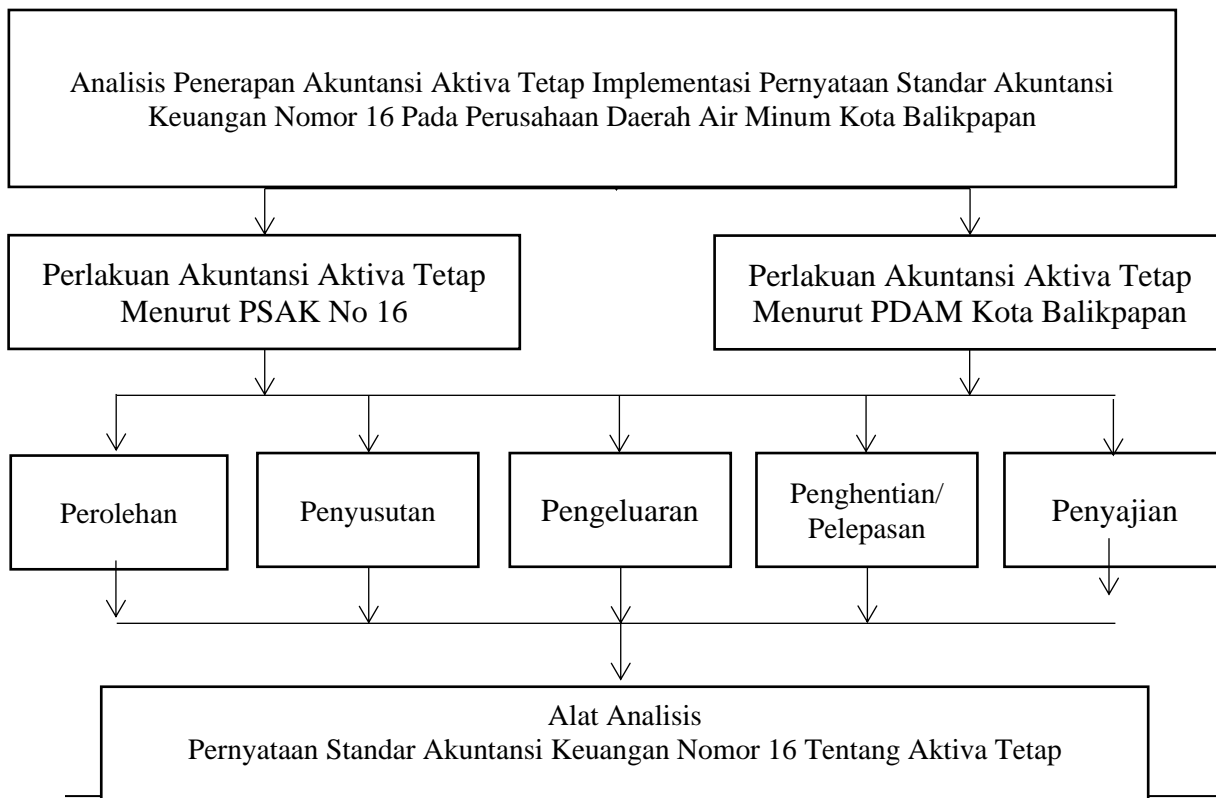 Analisis Penerapan Akuntansi Aktiva Tetap Implementasi Pernyataan Standar Akuntansi
Keuangan Nomor 16 Pada Perusahaan Daerah Air Minum Kota Balikpapan
Perlakuan Akuntansi Aktiva Tetap
Menurut PSAK No 16
Perlakuan Akuntansi Aktiva Tetap
Menurut PDAM Kota Balikpapan
Perolehan
Penyusutan
Pengeluaran
Penghentian/
Pelepasan
Penyajian
Alat Analisis
Pernyataan Standar Akuntansi Keuangan Nomor 16 Tentang Aktiva Tetap